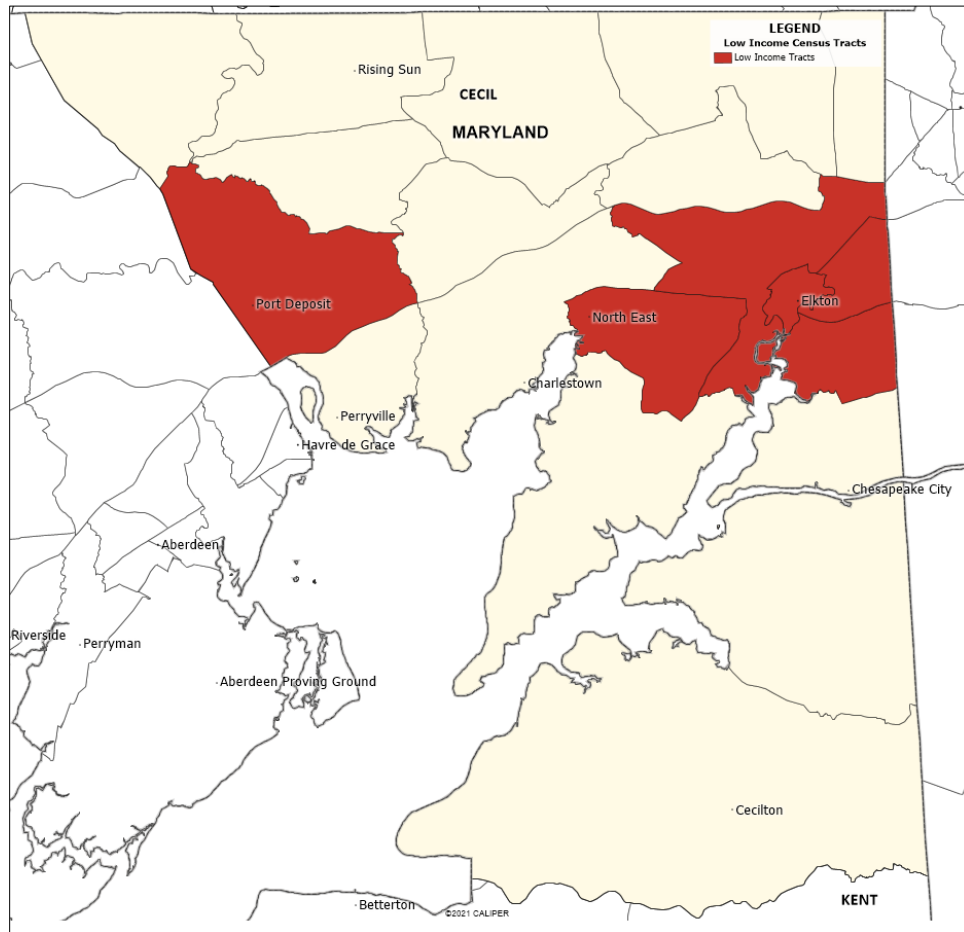 LEGEND
Low Income Census Tracts
Low Income Tracts
Rising Sun
CECIL
MARYLAND
Port Deposit
Elkton
North East
Charlestown
Perryville
Havre de Grace
Chesapeake City
Aberdeen
Riverside
Perryman
Aberdeen Proving Ground
Cecilton
KENT
Betterton
©2021 CALIPER